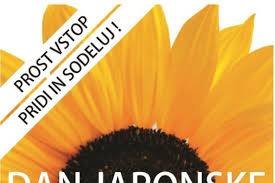 PROST VSTOP
PRIDI IN SODELUJ !
DAN JAPONSKE